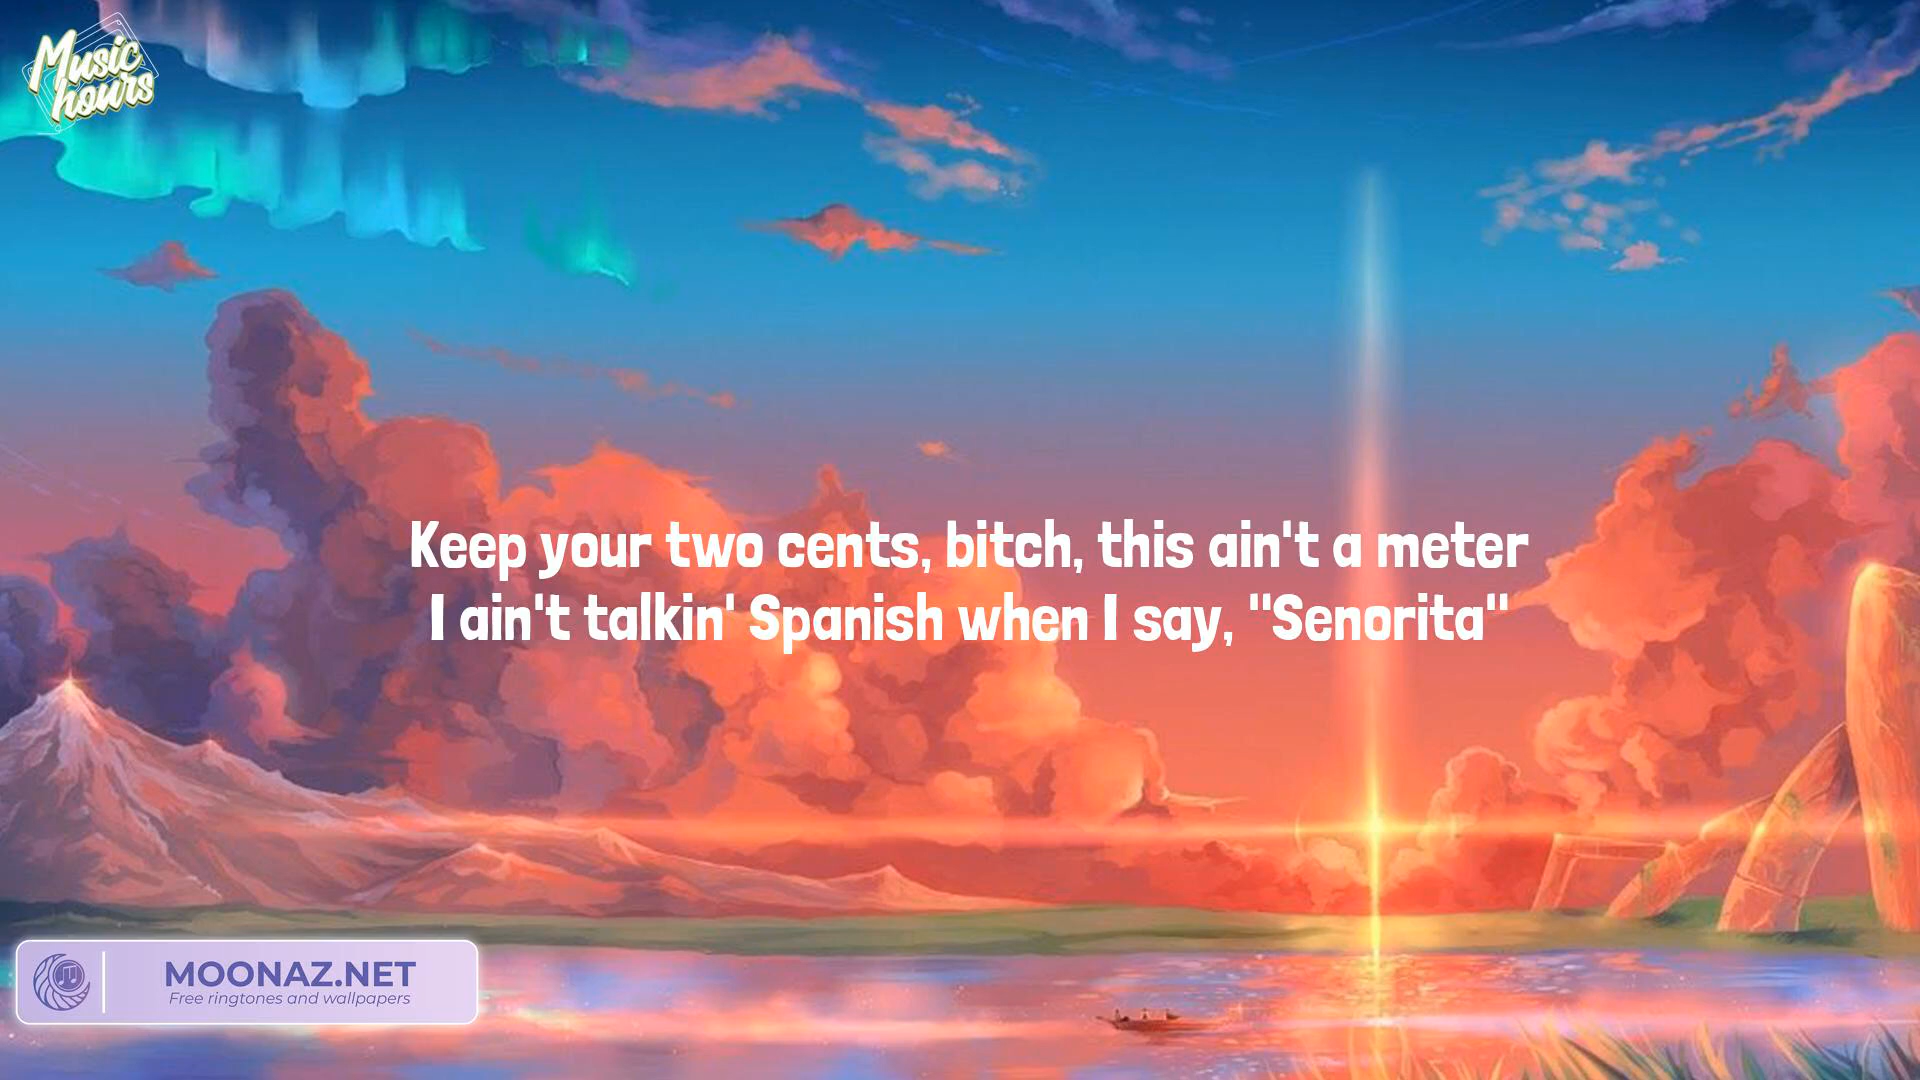 Music
hours
Keep your two cents, bitch, this ain't a meter
I ain't talkin' Spanish when I say, "Senorita"
MOONAZ.NET
Free ringtones and wallpapers